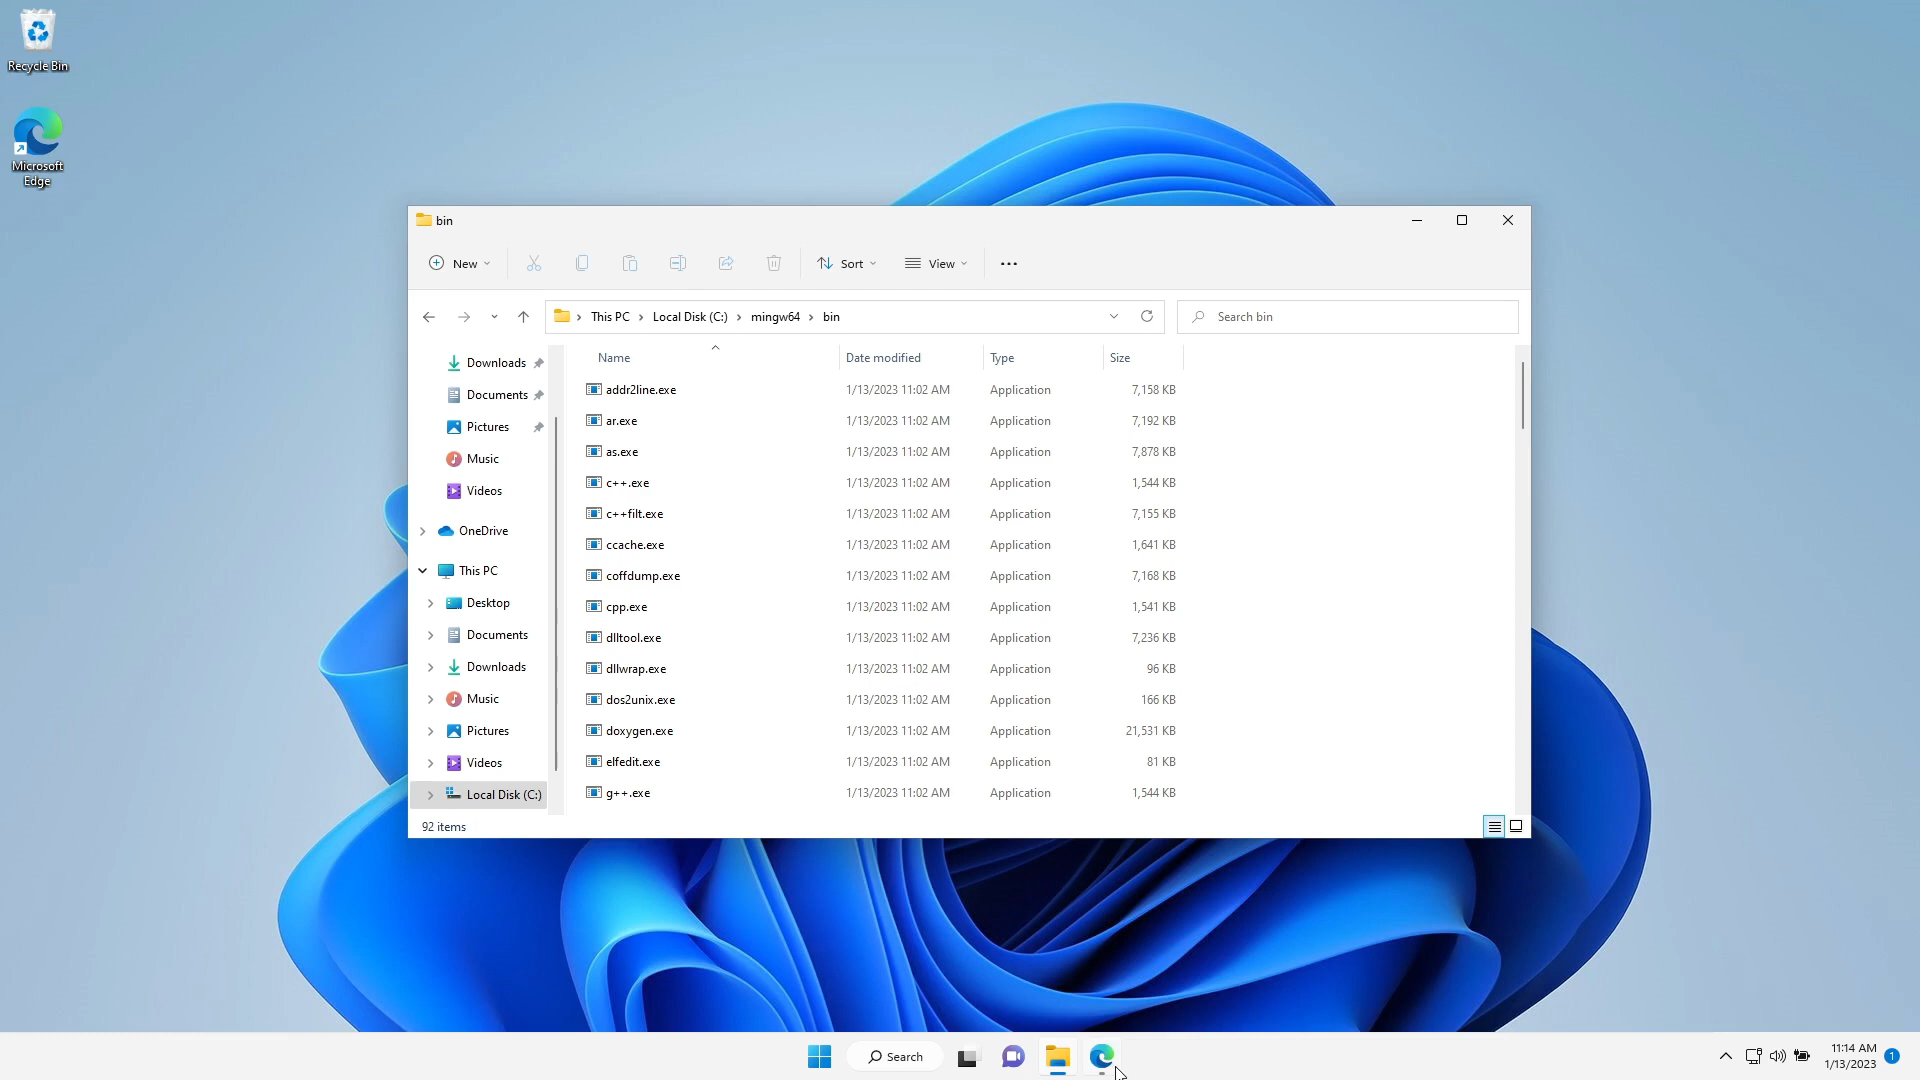 Recycle Bin
Microsoft
Edge
bin
New
Sort
View
This PC
Local Disk (C:)
mingw64
bin
Search bin
Downloads
Documents
Pictures
Music
Videos
OneDrive
This PC
Desktop
Documents
Downloads
Music
Pictures
Videos
Local Disk (C:)
Name Date modified Type Size
addr2line.exe 1/13/2023 11:02 AM Application 7,158 KB
ar.exe 1/13/2023 11:02 AM Application 7,192 KB
as.exe 1/13/2023 11:02 AM Application 7,878 KB
c++.exe 1/13/2023 11:02 AM Application 1,544 KB
c++filt.exe 1/13/2023 11:02 AM Application 7,155 KB
ccache.exe 1/13/2023 11:02 AM Application 1,641 KB
coffdump.exe 1/13/2023 11:02 AM Application 7,168 KB
cpp.exe 1/13/2023 11:02 AM Application 1,541 KB
dlltool.exe 1/13/2023 11:02 AM Application 7,236 KB
dllwrap.exe 1/13/2023 11:02 AM Application 96 KB
dos2unix.exe 1/13/2023 11:02 AM Application 166 KB
doxygen.exe 1/13/2023 11:02 AM Application 21,531 KB
elfedit.exe 1/13/2023 11:02 AM Application 81 KB
g++.exe 1/13/2023 11:02 AM Application 1,544 KB
92 items
Search
11:14 AM
1/13/2023
1